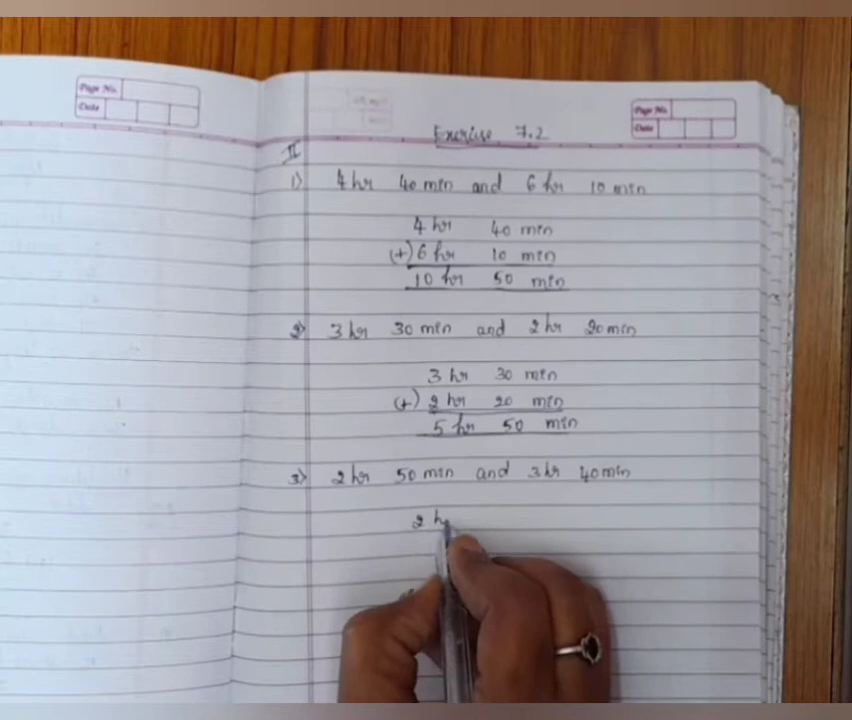 Page No.
Date
Page No.
Date
Exercise 7.2
II
1) 4 hr 40 min and 6 hr 10 min
4 hr 40 min
(+) 6 hr 10 min
10 hr 50 min
2) 3 hr 30 min and 2 hr 20 min
3 hr 30 min
(+) 2 hr 20 min
5 hr 50 min
3) 2 hr 50 min and 3 hr 40 min
2 h